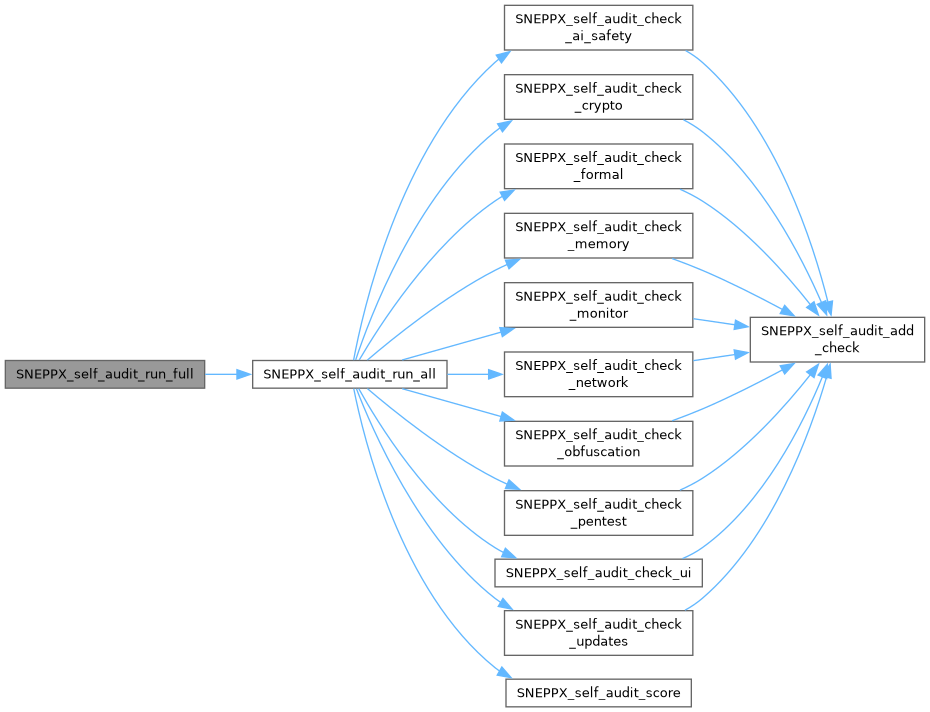 SNEPPX_self_audit_run_full
SNEPPX_self_audit_run_all
SNEPPX_self_audit_check
_ai_safety
SNEPPX_self_audit_check
_crypto
SNEPPX_self_audit_check
_formal
SNEPPX_self_audit_check
_memory
SNEPPX_self_audit_check
_monitor
SNEPPX_self_audit_check
_network
SNEPPX_self_audit_check
_obfuscation
SNEPPX_self_audit_check
_pentest
SNEPPX_self_audit_check_ui
SNEPPX_self_audit_check
_updates
SNEPPX_self_audit_score
SNEPPX_self_audit_add
_check